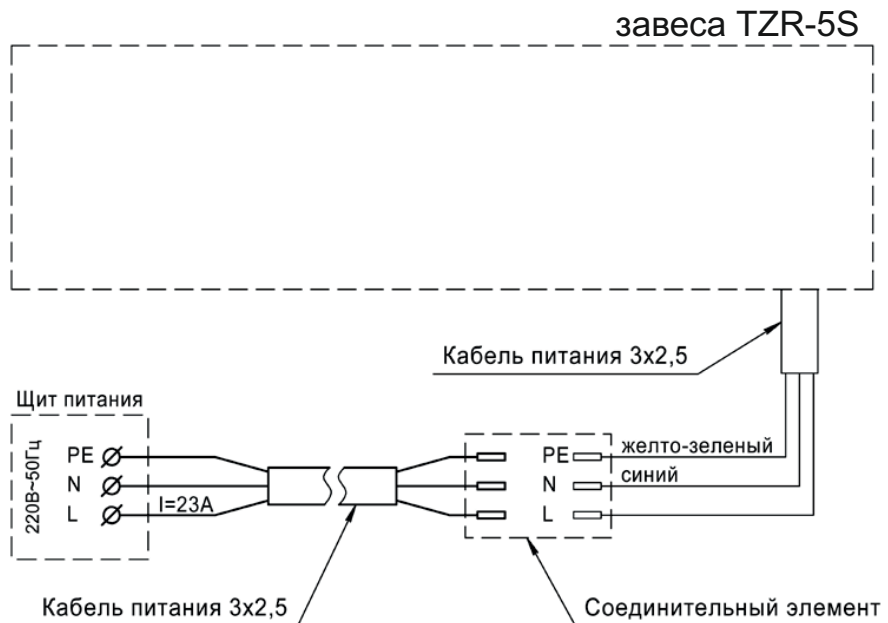 завеса TZR-5S
Кабель питания 3х2,5
Щит питания
220В~50Гц
PE
N
L
I=23А
PE
N
L
желто-зеленый
синий
Кабель питания 3х2,5
Соединительный элемент